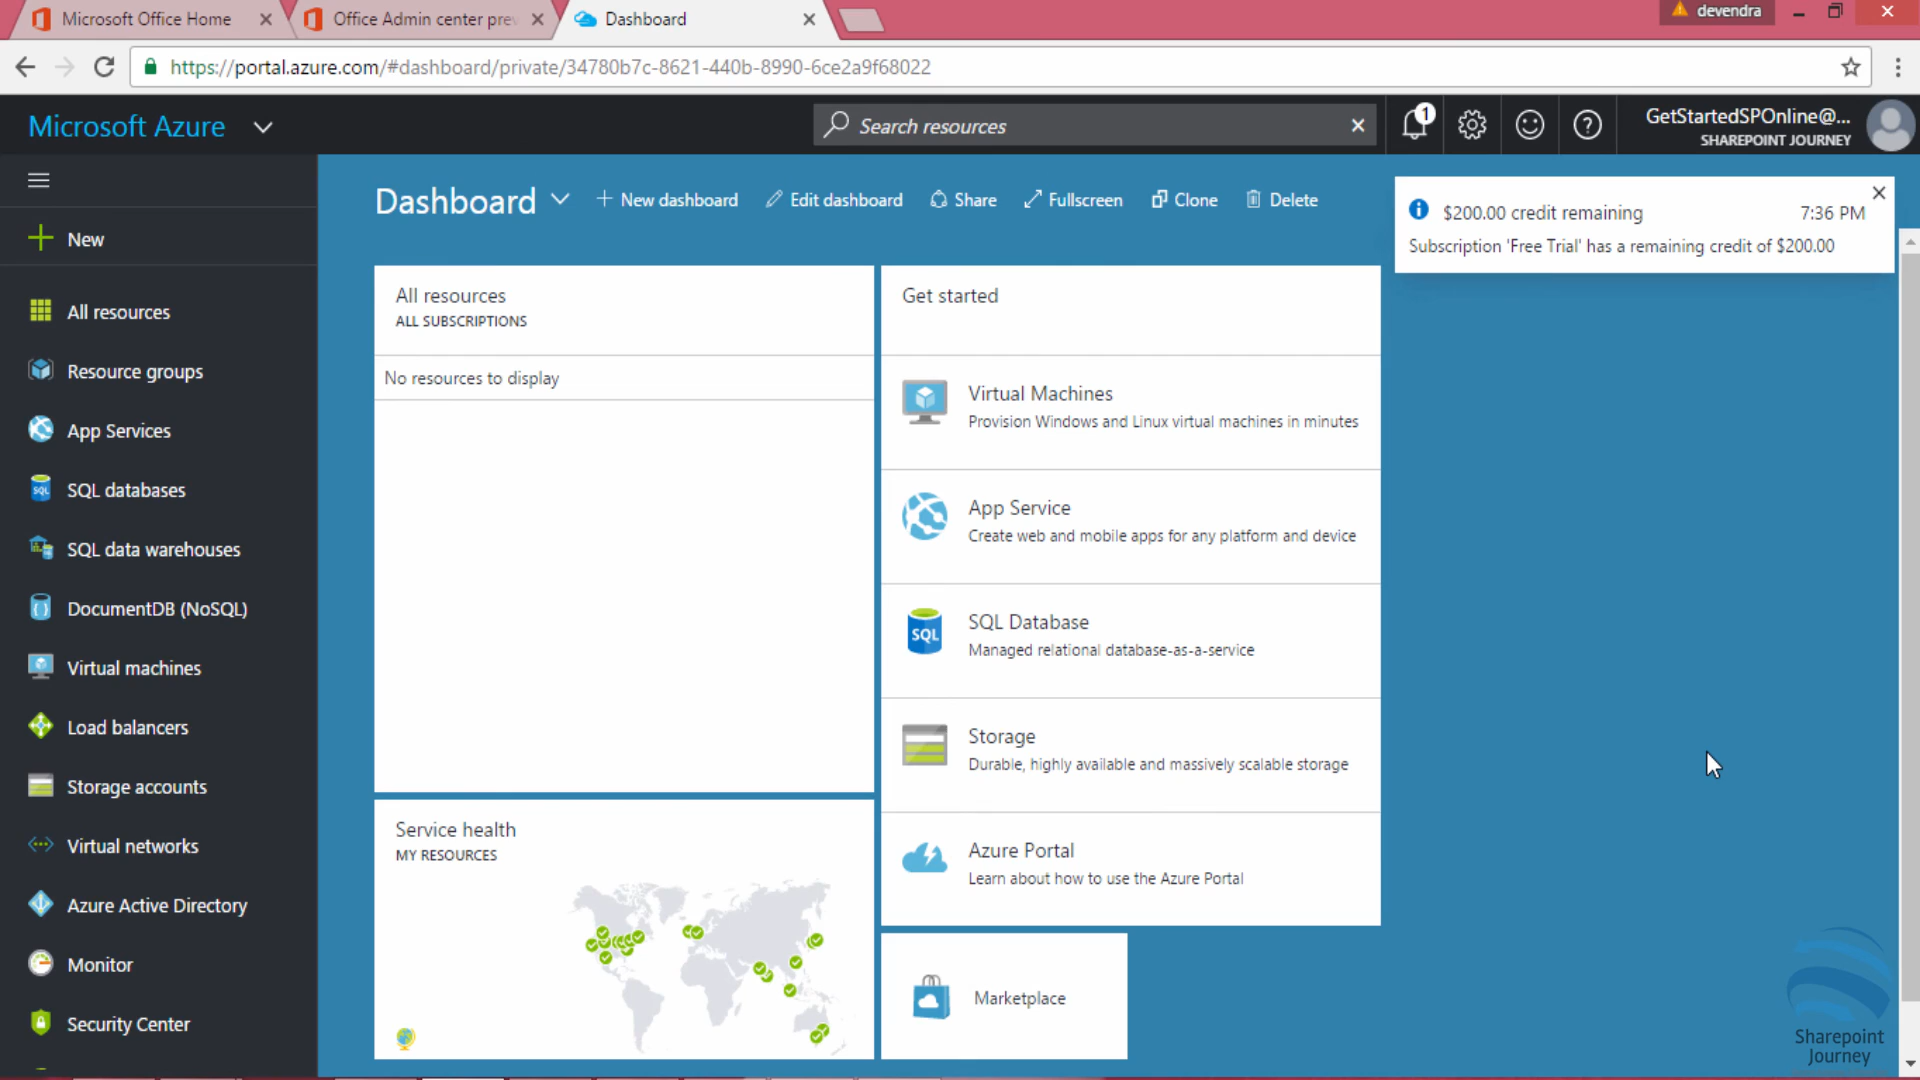 Microsoft Office Home
Office Admin center prev
Dashboard
devendra
https://portal.azure.com/#dashboard/private/34780b7c-8621-440b-8990-6ce2a9f68022
Microsoft Azure
Search resources
1
GetStartedSPOnline@...
SHAREPOINT JOURNEY
New
All resources
Resource groups
App Services
SQL databases
SQL data warehouses
DocumentDB (NoSQL)
Virtual machines
Load balancers
Storage accounts
Virtual networks
Azure Active Directory
Monitor
Security Center
Dashboard
New dashboard
Edit dashboard
Share
Fullscreen
Clone
Delete
$200.00 credit remaining
7:36 PM
Subscription 'Free Trial' has a remaining credit of $200.00
All resources
ALL SUBSCRIPTIONS
No resources to display
Service health
MY RESOURCES
Get started
Virtual Machines
Provision Windows and Linux virtual machines in minutes
App Service
Create web and mobile apps for any platform and device
SQL
SQL Database
Managed relational database-as-a-service
Storage
Durable, highly available and massively scalable storage
Azure Portal
Learn about how to use the Azure Portal
Marketplace
Sharepoint
Journey